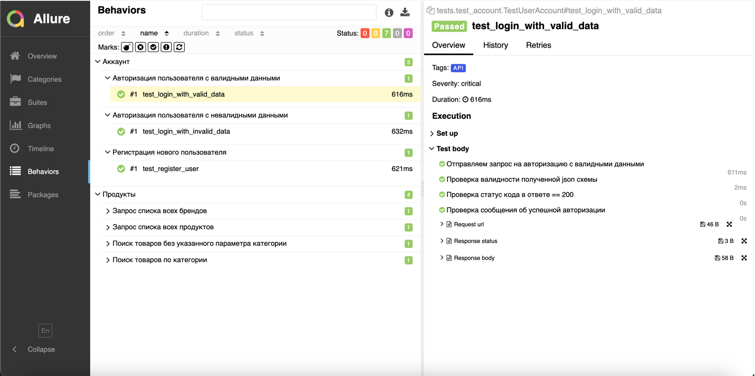 Allure
Overview
Categories
Suites
Graphs
Timeline
Behaviors
Packages
En
Collapse
Behaviors
order name duration status Status: 0 0 7 0 0
Marks:
Аккаунт 3
Авторизация пользователя с валидными данными 1
#1 test_login_with_valid_data 616ms
Авторизация пользователя с невалидными данными 1
#1 test_login_with_invalid_data 632ms
Регистрация нового пользователя 1
#1 test_register_user 621ms
Продукты 4
Запрос списка всех брендов 1
Запрос списка всех продуктов 1
Поиск товаров без указанного параметра категории 1
Поиск товаров по категории 1
tests.test_account.TestUserAccount#test_login_with_valid_data
Passed test_login_with_valid_data
Overview History Retries
Tags: API
Severity: critical
Duration: 616ms
Execution
Set up
Test body
Отправляем запрос на авторизацию с валидными данными
611ms
Проверка валидности полученной json схемы
2ms
Проверка статус кода в ответе == 200
0s
Проверка сообщения об успешной авторизации
0s
Request url 46 B
Response status 3 B
Response body 58 B